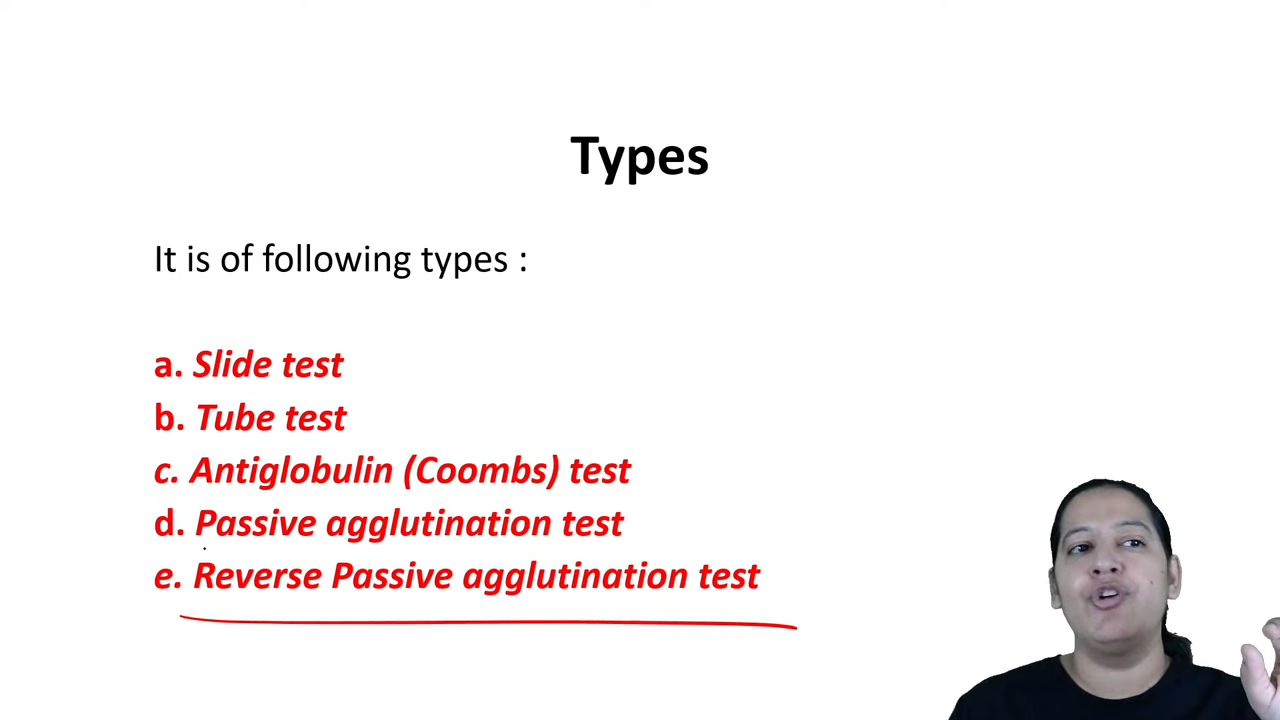 Types
It is of following types :
a. Slide test
b. Tube test
c. Antiglobulin (Coombs) test
d. Passive agglutination test
e. Reverse Passive agglutination test